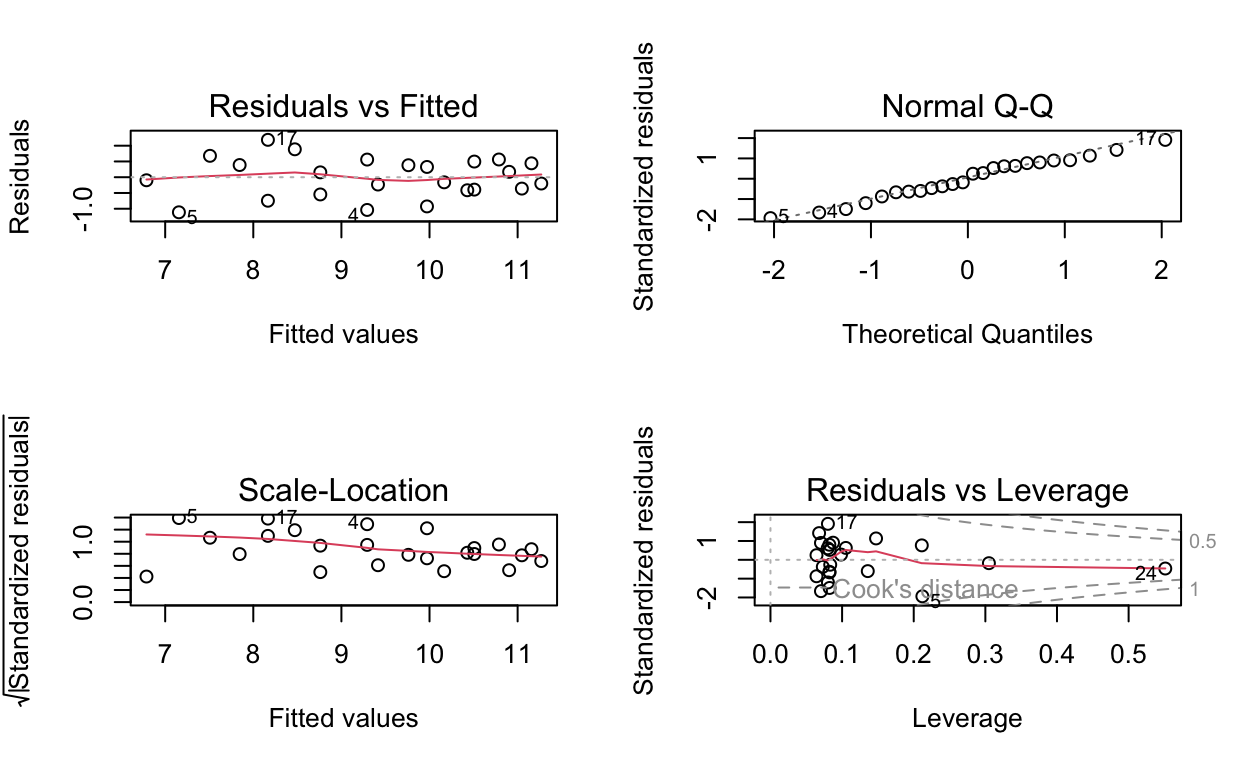 Residuals vs Fitted
Residuals
-1.0
17
5
4
7 8 9 10 11
Fitted values
Normal Q-Q
Standardized residuals
1
-2
17
5
4
-2 -1 0 1 2
Theoretical Quantiles
Scale-Location
√|Standardized residuals|
1.0
0.0
5
17
4
7 8 9 10 11
Fitted values
Residuals vs Leverage
Standardized residuals
1
-2
17
0.5
24
1
Cook's distance
5
0.0 0.1 0.2 0.3 0.4 0.5
Leverage